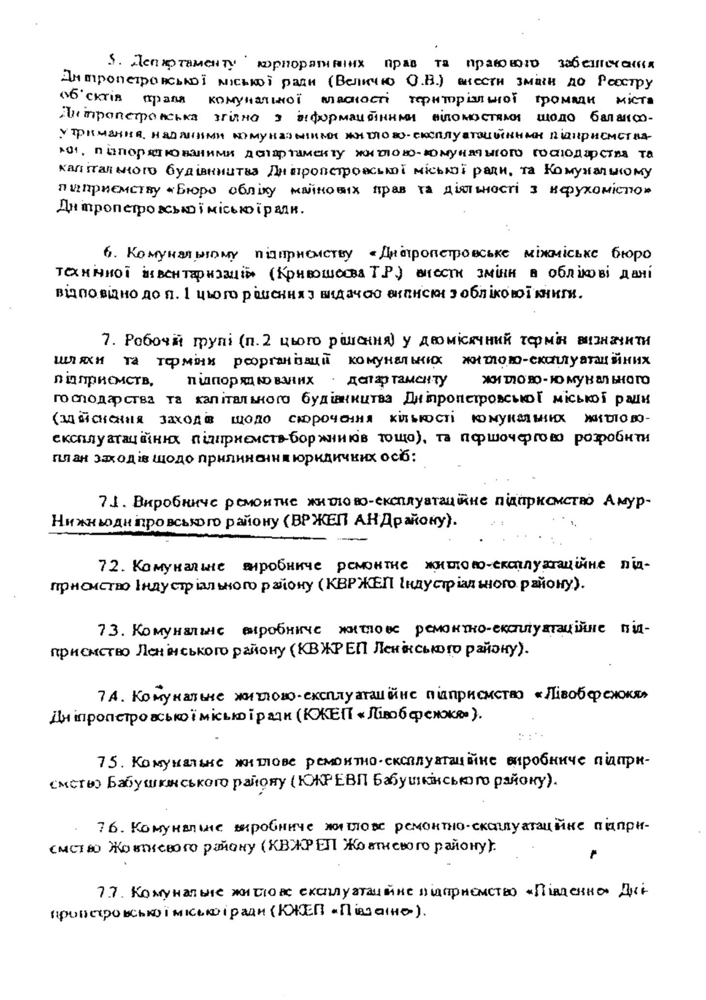 5. Департаменту корпоративних прав та правового забезпечення
Дніпропетровської міської ради (Величко О.В.) внести зміни до Реєстру
об'єктів права комунальної власності територіальної громади міста
Дніпропетровська згідно з інформаційними відомостями щодо балансо-
утримання, наданими комунальними житлово-експлуатаційними підприємства-
ми, підпорядкованими департаменту житлово-комунального господарства та
капітального будівництва Дніпропетровської міської ради, та Комунальному
підприємству «Бюро обліку майнових прав та діяльності з нерухомістю»
Дніпропетровської міської ради.
6. Комунальному підприємству «Дніпропетровське міжміське бюро
технічної інвентаризації» (Кривошеєва Т.Р.) внести зміни в облікові дані
відповідно до п. 1 цього рішення з видачею виписки з облікової книги.
7. Робочій групі (п.2 цього рішення) у двомісячний термін визначити
шляхи та терміни реорганізації комунальних житлово-експлуатаційних
підприємств, підпорядкованих департаменту житлово-комунального
господарства та капітального будівництва Дніпропетровської міської ради
(здійснення заходів щодо скорочення кількості комунальних житлово-
експлуатаційних підприємств-боржників тощо), та першочергово розробити
план заходів щодо припинення юридичних осіб:
7.1. Виробниче ремонтне житлово-експлуатаційне підприємство Амур-
Нижньодніпровського району (ВРЖЕП АНД району).
7.2. Комунальне виробниче ремонтне житлово-експлуатаційне під-
приємство Індустріального району (КВРЖЕП Індустріального району).
7.3. Комунальне виробниче житлове ремонтно-експлуатаційне під-
приємство Ленінського району (КВЖРЕП Ленінського району).
7.4. Комунальне житлово-експлуатаційне підприємство «Лівобережжя»
Дніпропетровської міської ради (КЖЕП «Лівобережжя»).
7.5. Комунальне житлове ремонтно-експлуатаційне виробниче підпри-
ємство Бабушкінського району (КЖРЕВП Бабушкінського району).
7.6. Комунальне виробниче житлове ремонтно-експлуатаційне підпри-
ємство Жовтневого району (КВЖРЕП Жовтневого району).
7.7. Комунальне житлове експлуатаційне підприємство «Південне» Дні-
пропетровської міської ради (КЖЕП «Південне»).